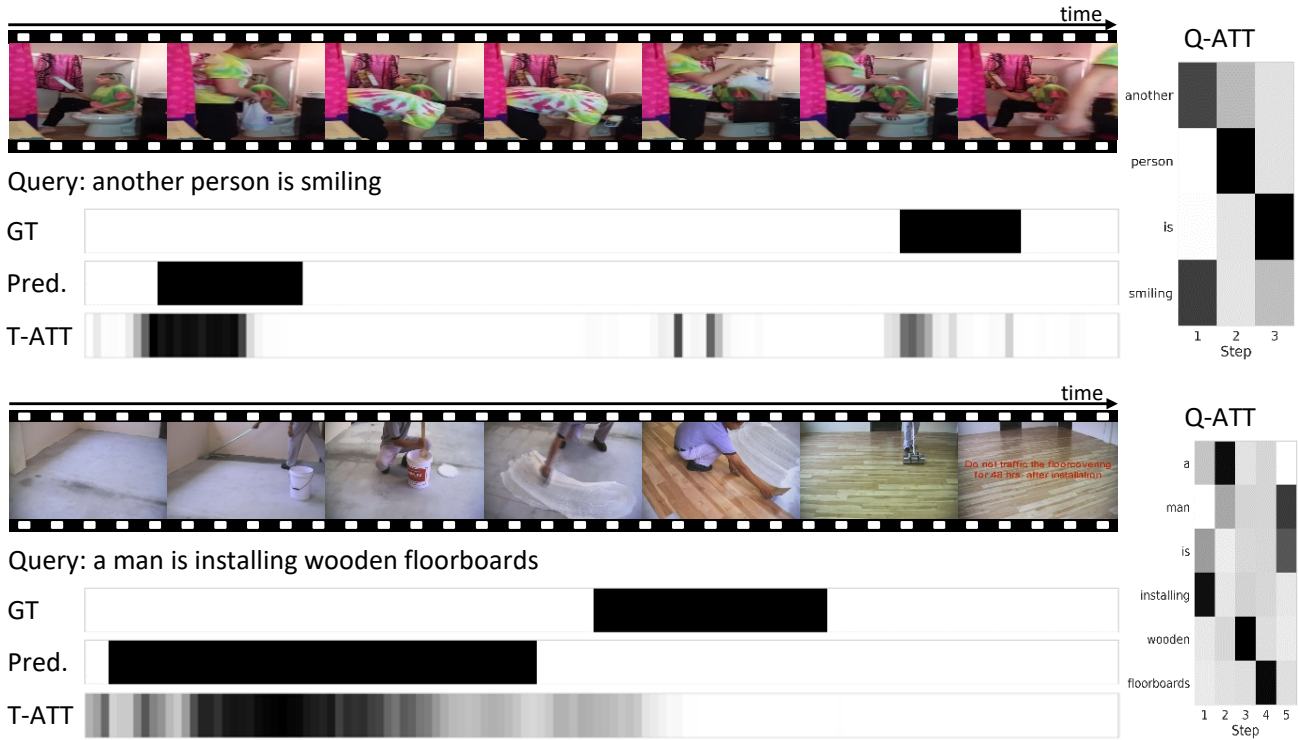 time
Q-ATT
another
person
is
smiling
1 2 3
Step
Query: another person is smiling
GT
Pred.
T-ATT
time
Q-ATT
a
man
is
installing
wooden
floorboards
1 2 3 4 5
Step
Do not traffic the floorcovering
for 48 hrs. after installation
Query: a man is installing wooden floorboards
GT
Pred.
T-ATT